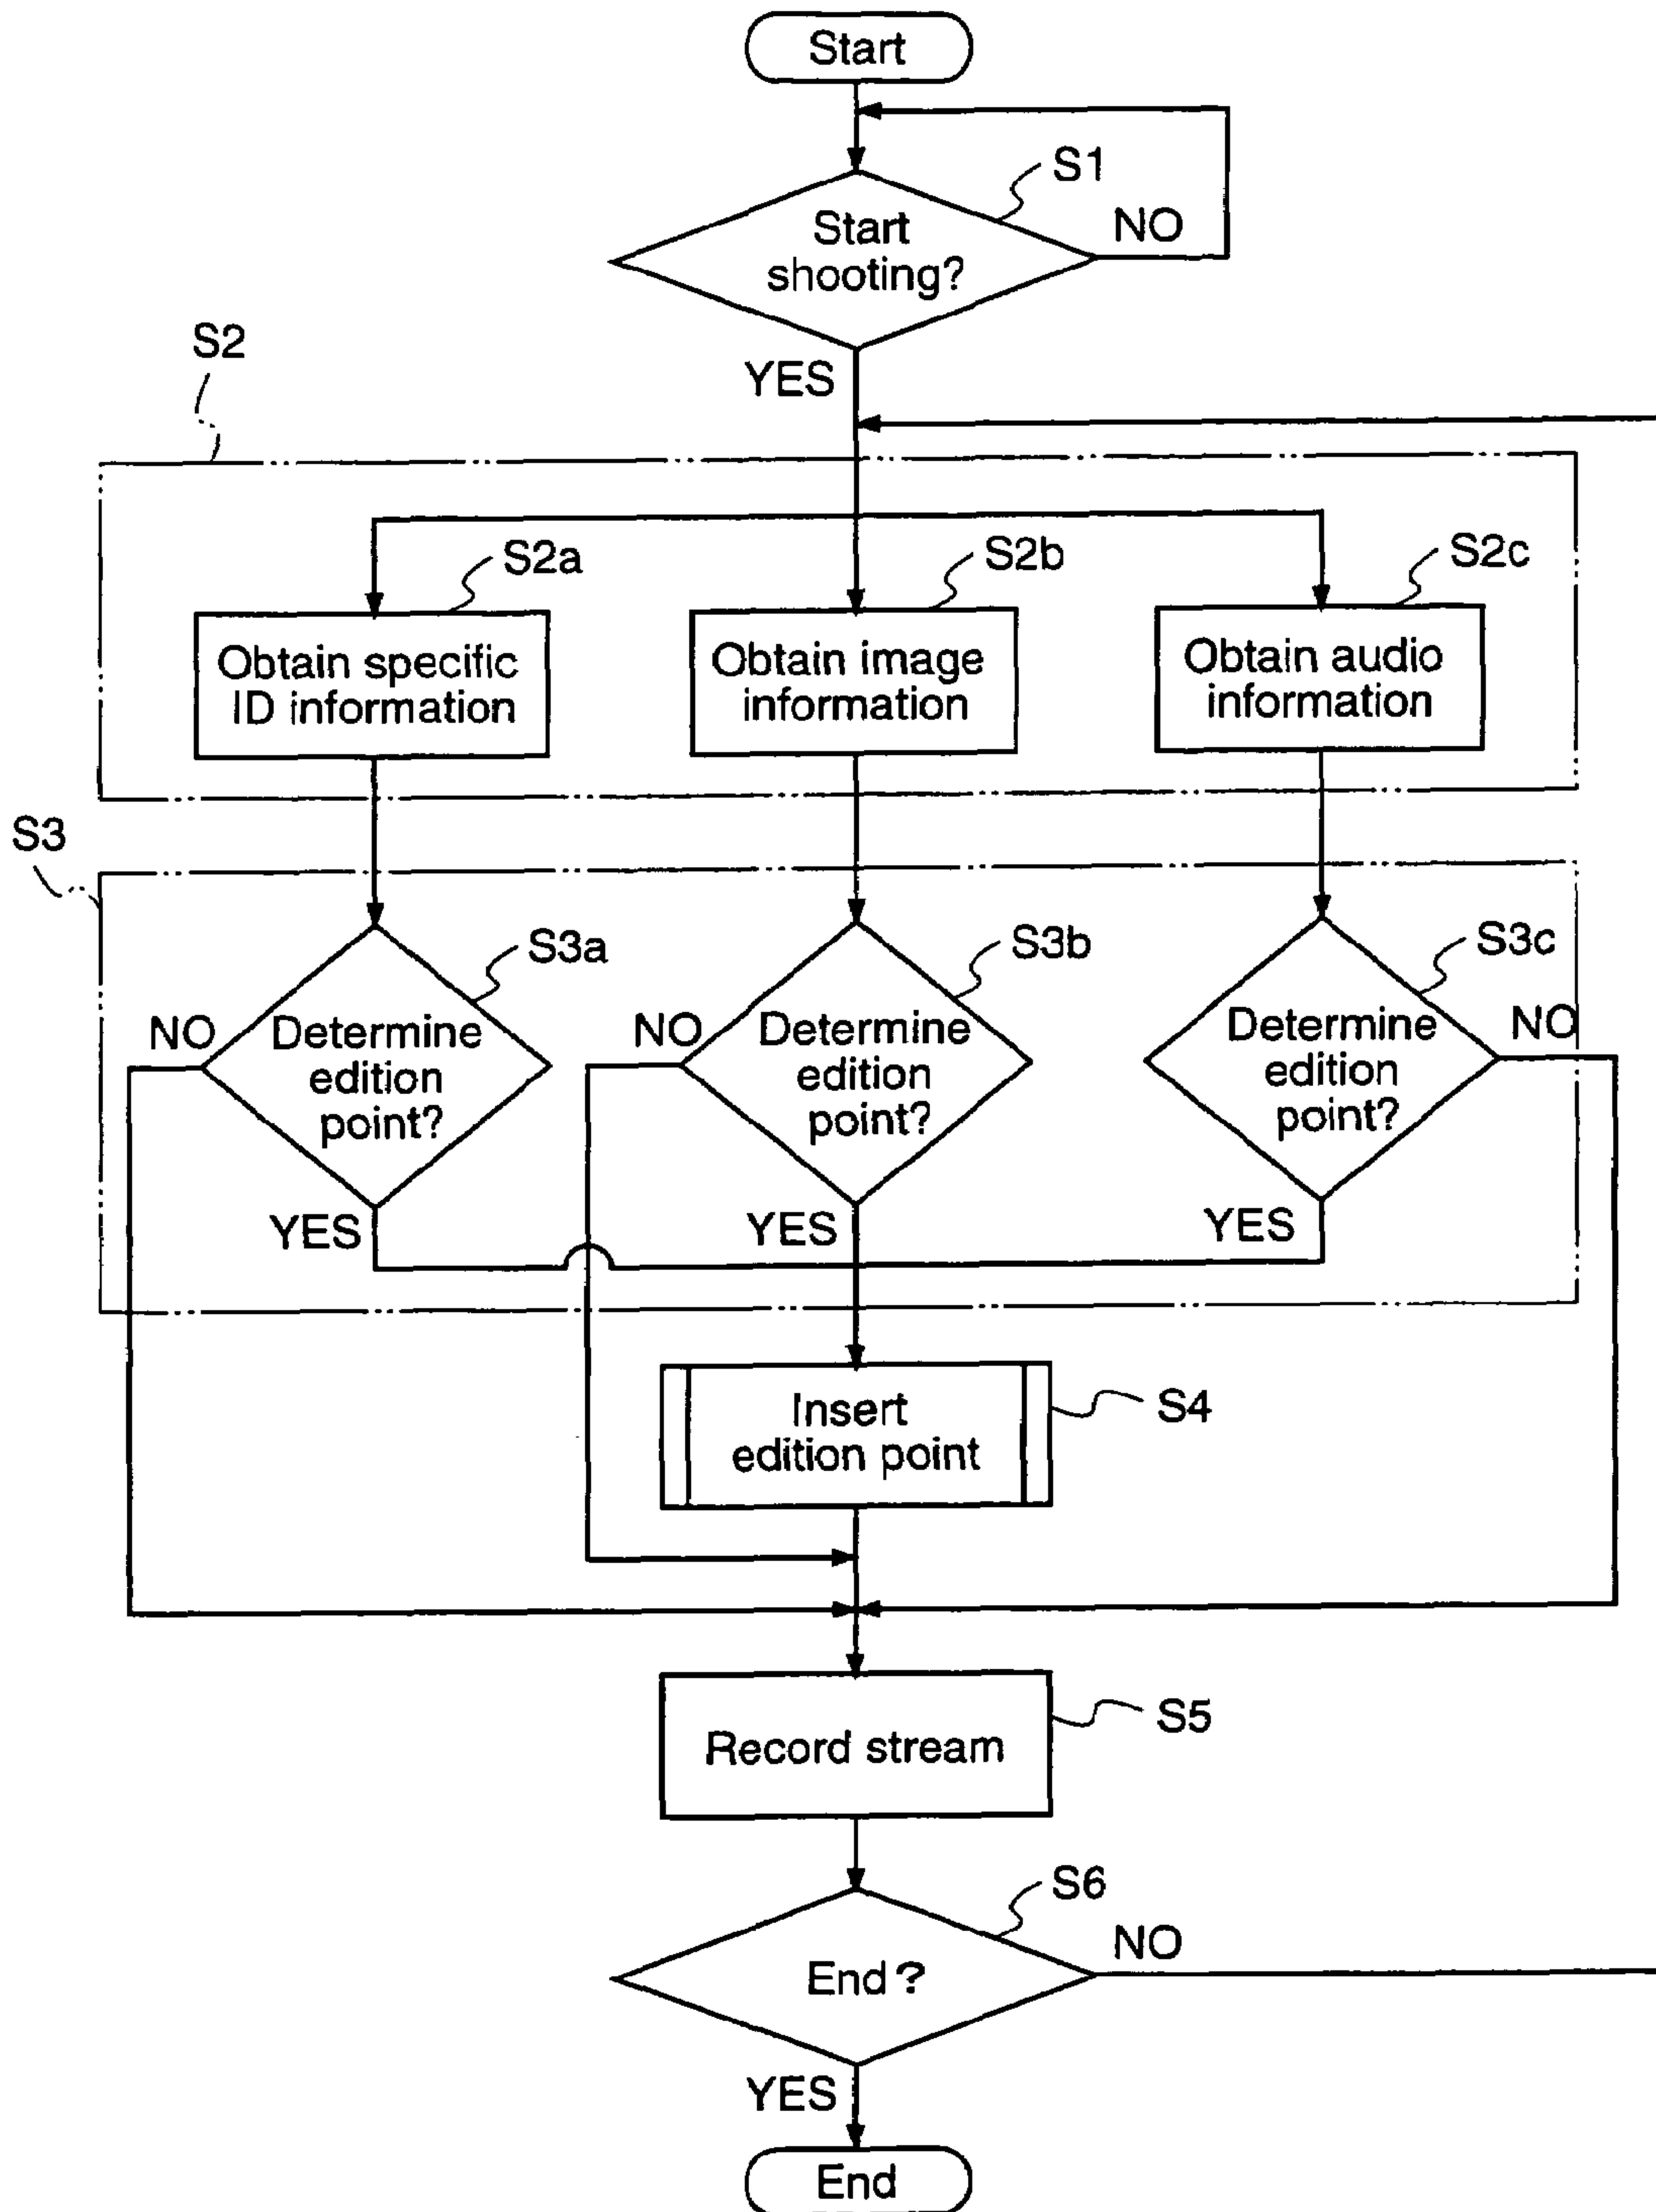 Start
S1
Start
shooting?
NO
YES
S2
S2a
S2b
S2c
Obtain specific
ID information
Obtain image
information
Obtain audio
information
S3
S3a
S3b
S3c
NO
Determine
edition
point?
YES
NO
Determine
edition
point?
YES
Determine
edition
point?
NO
YES
Insert
edition point
S4
Record stream
S5
S6
End ?
NO
YES
End